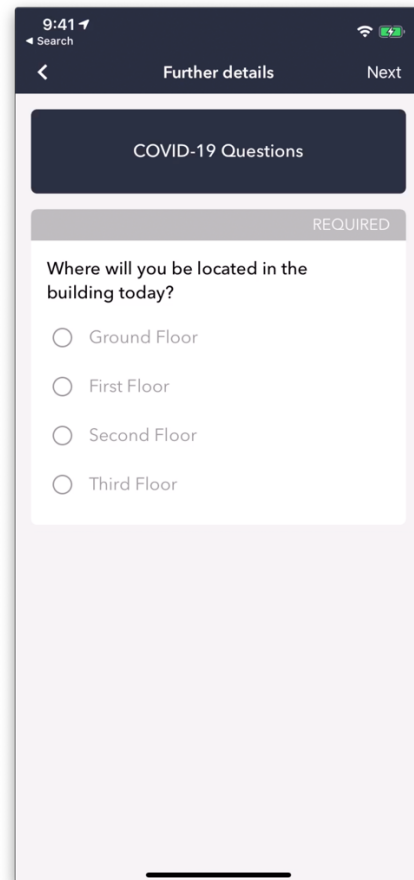 9:41
Search
Further details
Next
COVID-19 Questions
REQUIRED
Where will you be located in the
building today?
Ground Floor
First Floor
Second Floor
Third Floor